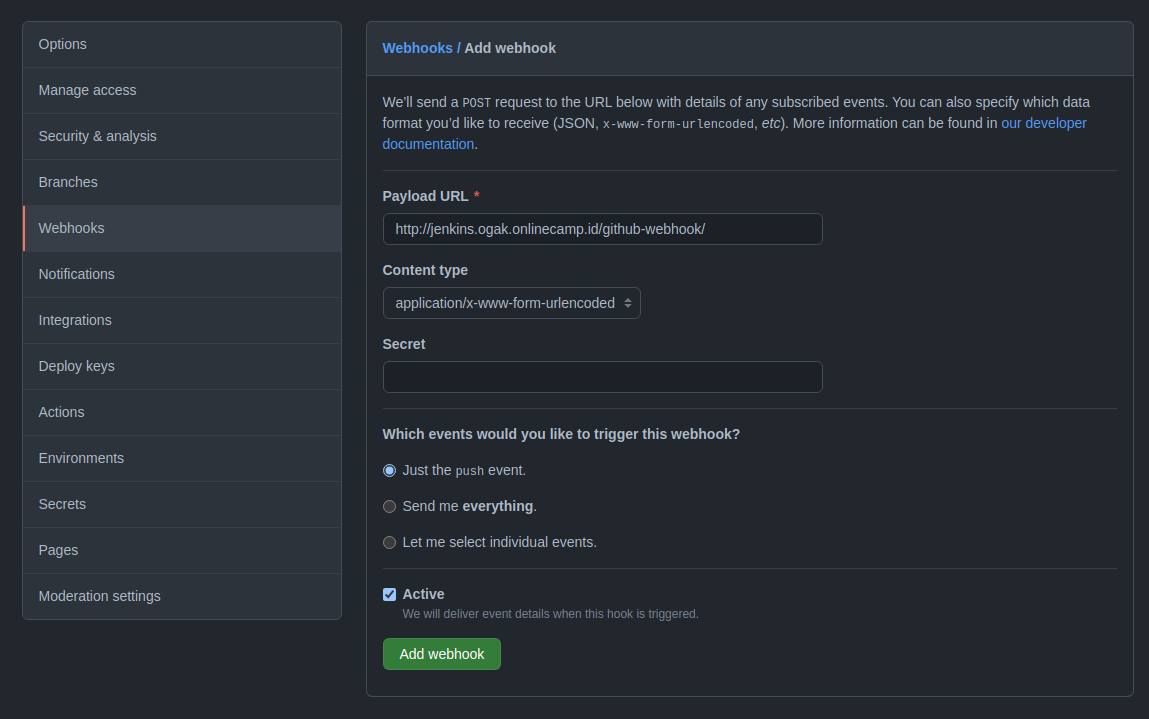 Options
Manage access
Security & analysis
Branches
Webhooks
Notifications
Integrations
Deploy keys
Actions
Environments
Secrets
Pages
Moderation settings
Webhooks / Add webhook
We’ll send a POST request to the URL below with details of any subscribed events. You can also specify which data
format you’d like to receive (JSON, x-www-form-urlencoded, etc). More information can be found in our developer
documentation.
Payload URL *
http://jenkins.ogak.onlinecamp.id/github-webhook/
Content type
application/x-www-form-urlencoded
Secret
Which events would you like to trigger this webhook?
Just the push event.
Send me everything.
Let me select individual events.
Active
We will deliver event details when this hook is triggered.
Add webhook